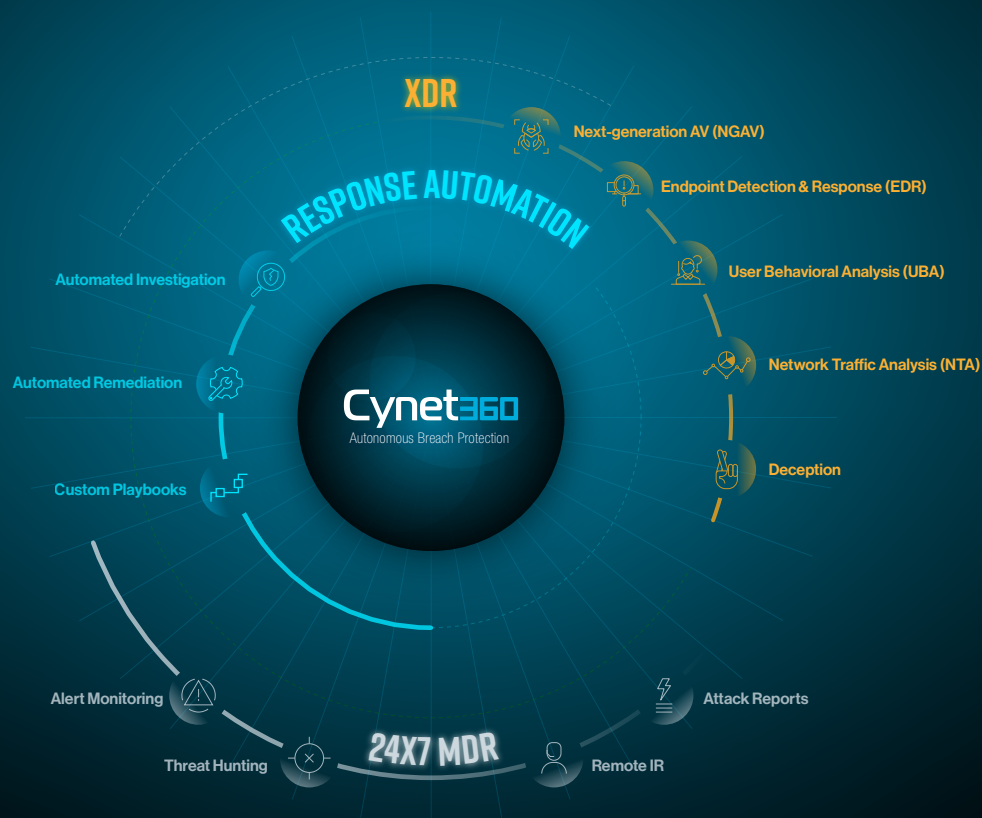 XDR
Next-generation AV (NGAV)
Endpoint Detection & Response (EDR)
User Behavioral Analysis (UBA)
Network Traffic Analysis (NTA)
Deception
RESPONSE AUTOMATION
Automated Investigation
Automated Remediation
Custom Playbooks
Cynet360
Autonomous Breach Protection
24X7 MDR
Alert Monitoring
Threat Hunting
Remote IR
Attack Reports